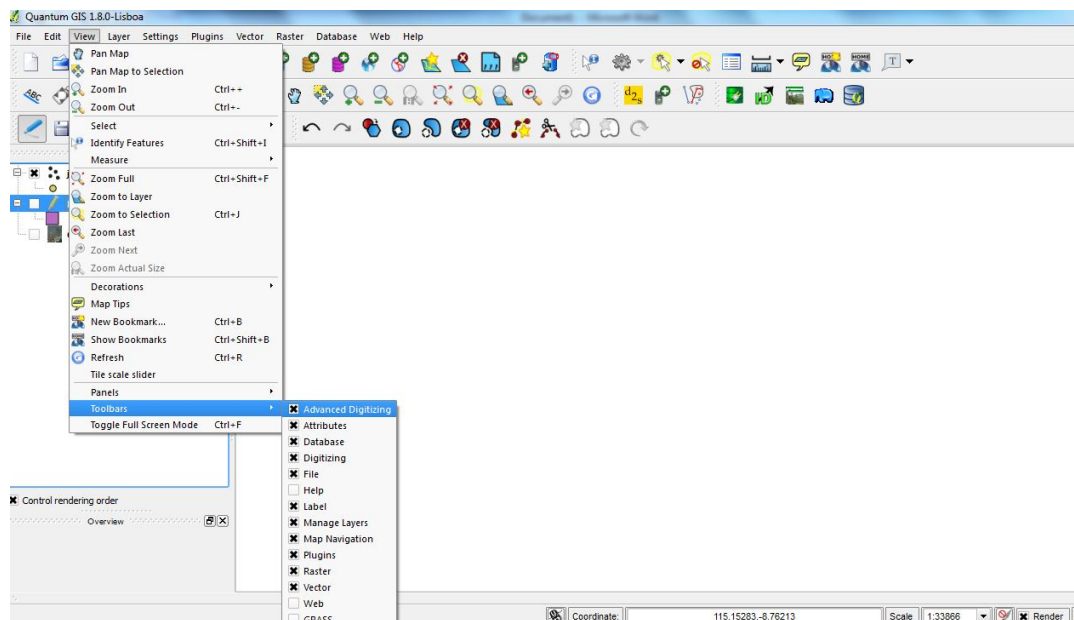 Quantum GIS 1.8.0-Lisboa
File Edit View Layer Settings Plugins Vector Raster Database Web Help
Pan Map
Pan Map to Selection
Zoom In Ctrl++
Zoom Out Ctrl+-
Select
Identify Features Ctrl+Shift+I
Measure
Zoom Full Ctrl+Shift+F
Zoom to Layer
Zoom to Selection Ctrl+J
Zoom Last
Zoom Next
Zoom Actual Size
Decorations
Map Tips
New Bookmark... Ctrl+B
Show Bookmarks Ctrl+Shift+B
Refresh Ctrl+R
Tile scale slider
Panels
Toolbars
Toggle Full Screen Mode Ctrl+F
Advanced Digitizing
Attributes
Database
Digitizing
File
Help
Label
Manage Layers
Map Navigation
Plugins
Raster
Vector
Web
GRASS
Control rendering order
Overview
Coordinate: 115.15283,-8.76213 Scale 1:33866 Render